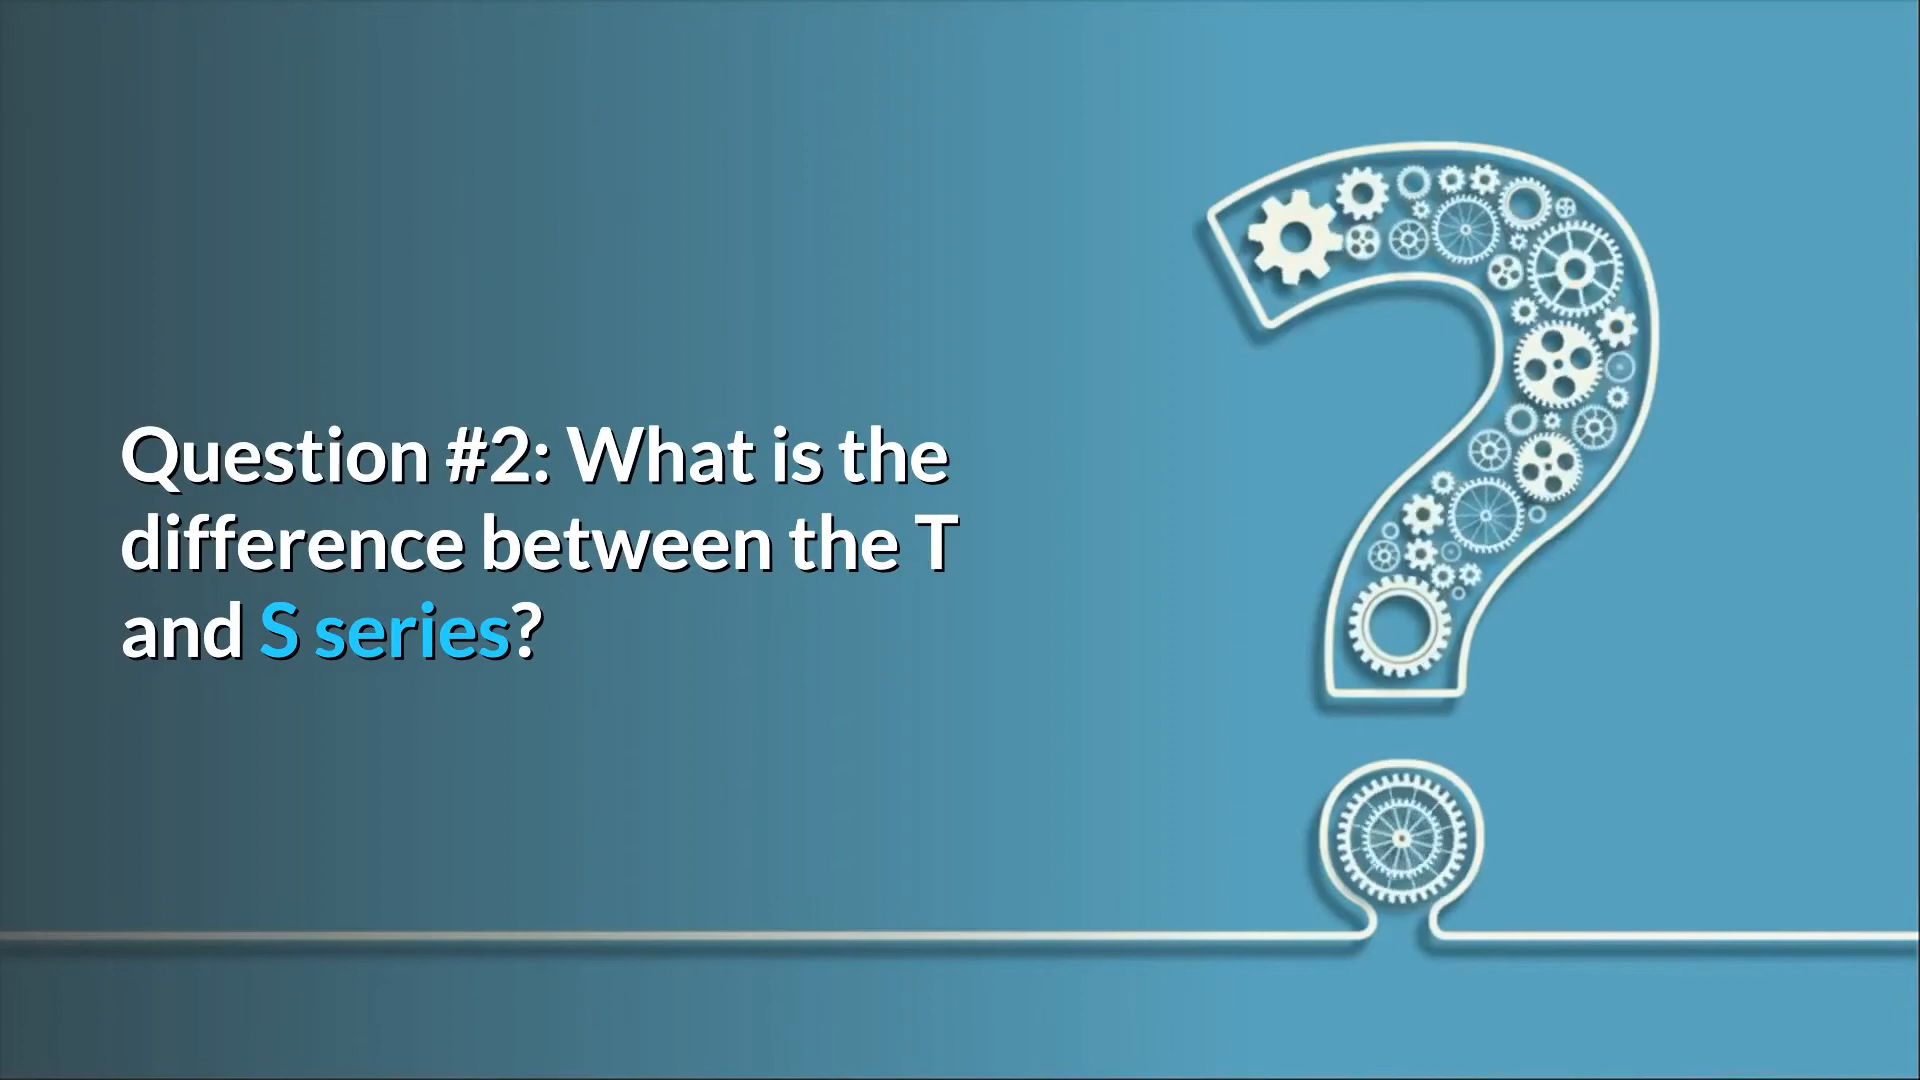 Question #2: What is the
difference between the T
and S series?